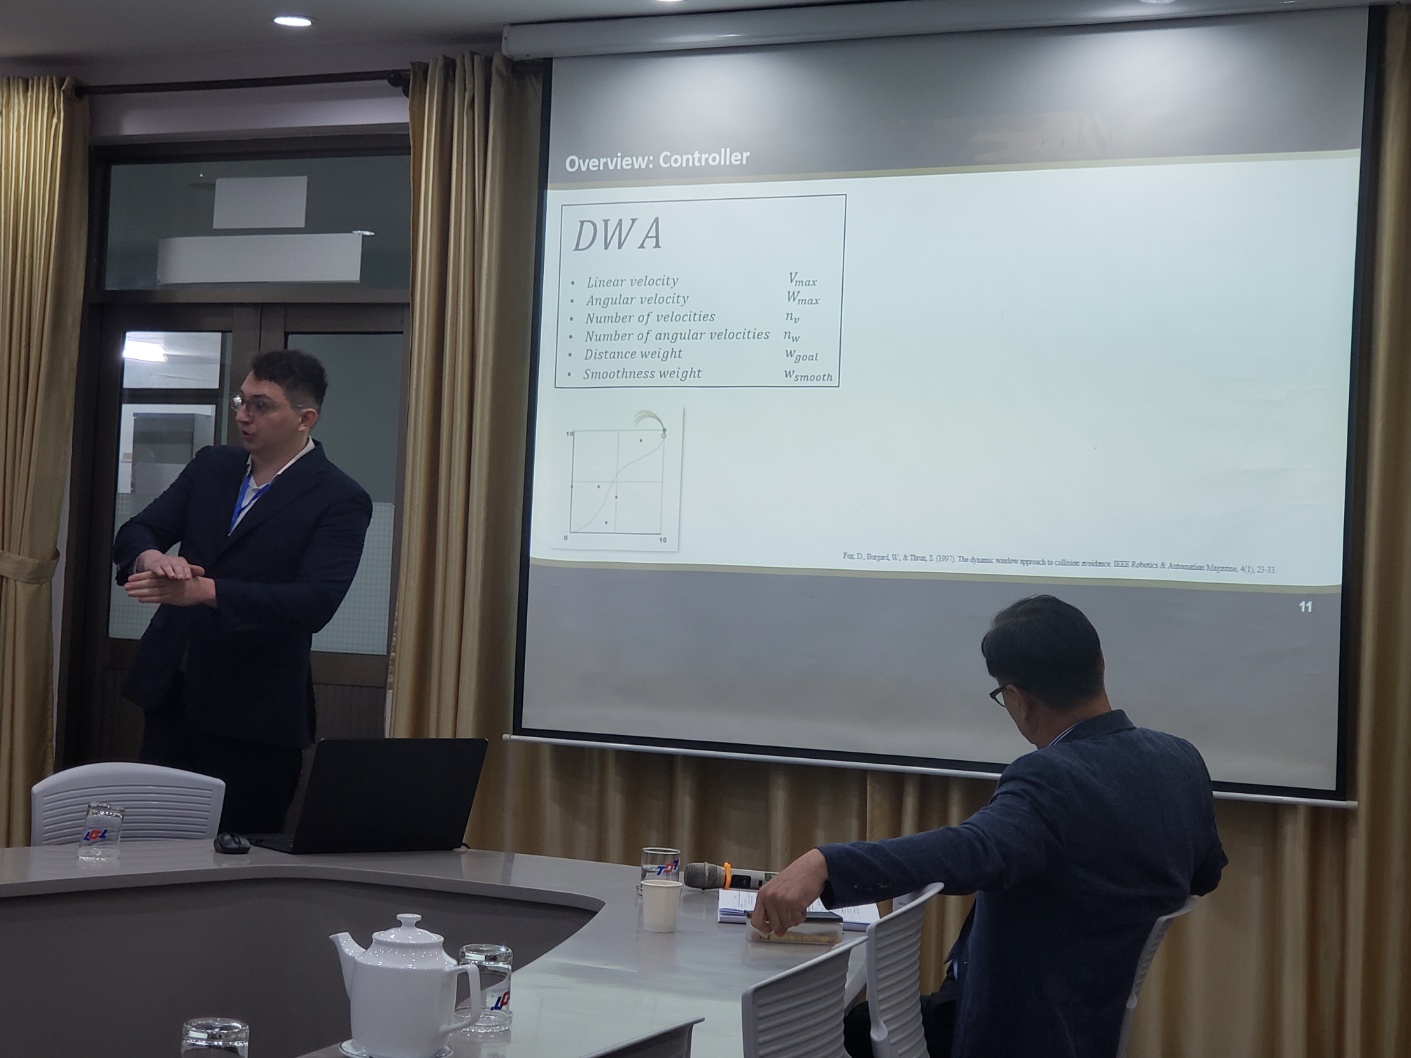 Overview: Controller
DWA
• Linear velocity V_max
• Angular velocity W_max
• Number of velocities n_v
• Number of angular velocities n_w
• Distance weight w_goal
• Smoothness weight w_smooth
10
0 10
Fox, D., Burgard, W., & Thrun, S. (1997). The dynamic window approach to collision avoidance. IEEE Robotics & Automation Magazine, 4(1), 23-33.
11